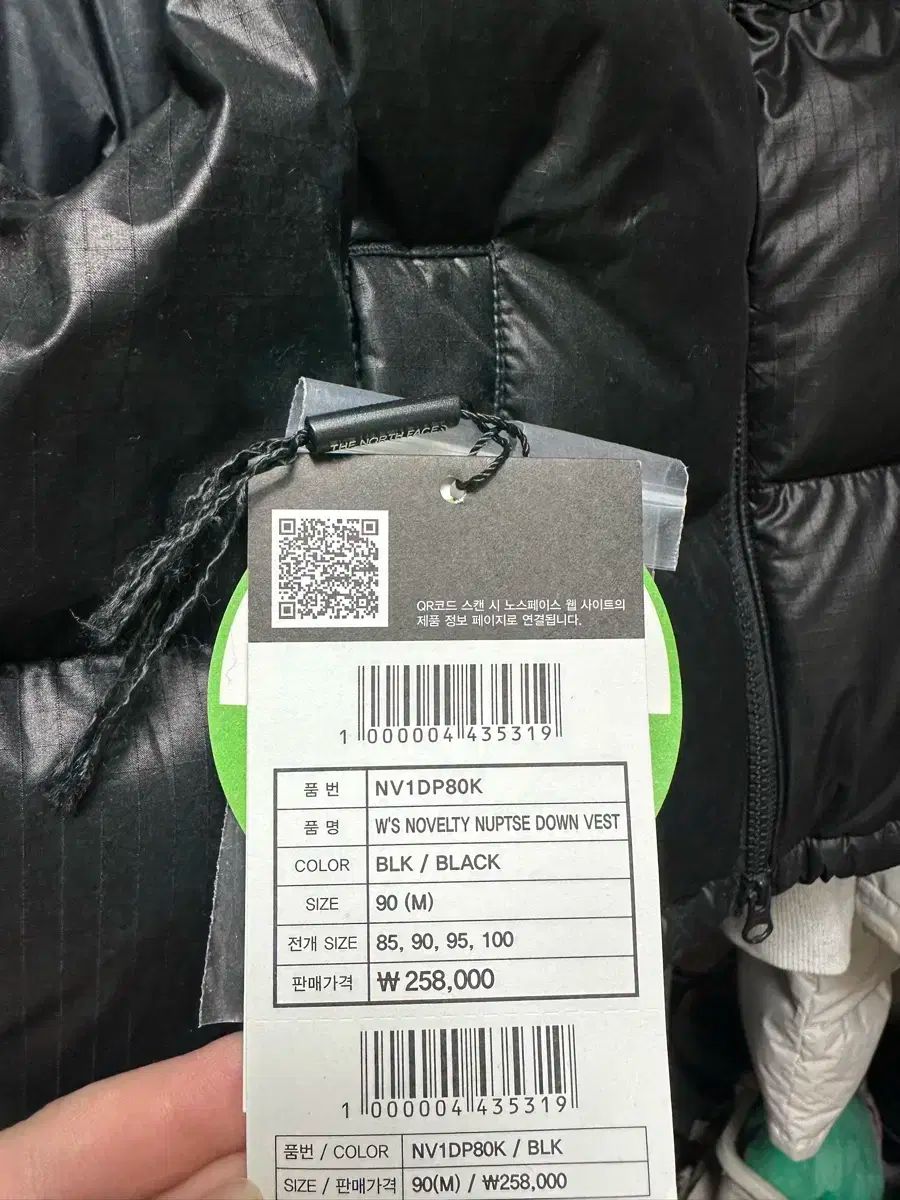 THE NORTH FACE
QR코드 스캔 시 노스페이스 웹 사이트의
제품 정보 페이지로 연결됩니다.
1 000004 435319
품 번 NV1DP80K
품 명 W'S NOVELTY NUPTSE DOWN VEST
COLOR BLK / BLACK
SIZE 90 (M)
전개 SIZE 85, 90, 95, 100
판매가격 ₩ 258,000
1 000004 435319
품번 / COLOR NV1DP80K / BLK
SIZE / 판매가격 90(M) / ₩258,000